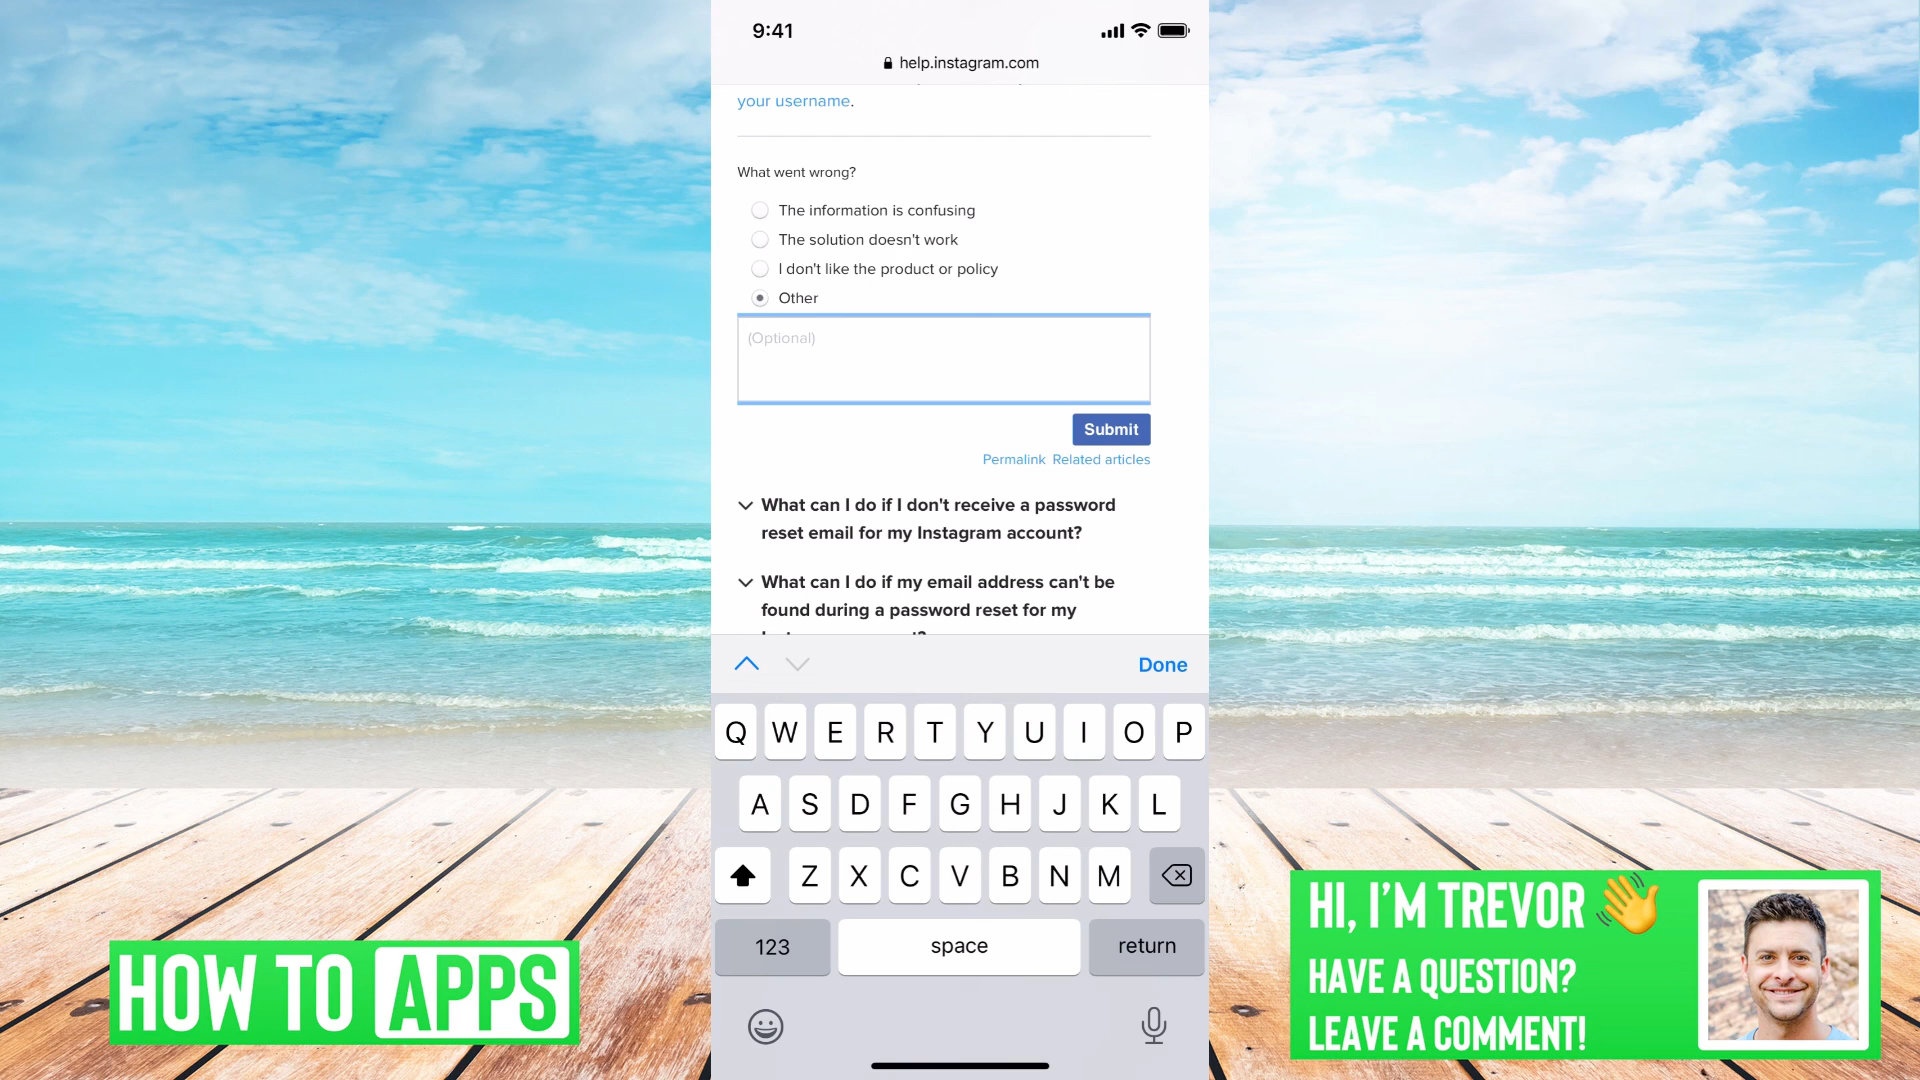 9:41
help.instagram.com
your username.
What went wrong?
The information is confusing
The solution doesn't work
I don't like the product or policy
Other
(Optional)
Submit
Permalink Related articles
What can I do if I don't receive a password
reset email for my Instagram account?
What can I do if my email address can't be
found during a password reset for my
Done
Q W E R T Y U I O P
A S D F G H J K L
Z X C V B N M
123 space return
HOW TO APPS
HI, I'M TREVOR
HAVE A QUESTION?
LEAVE A COMMENT!